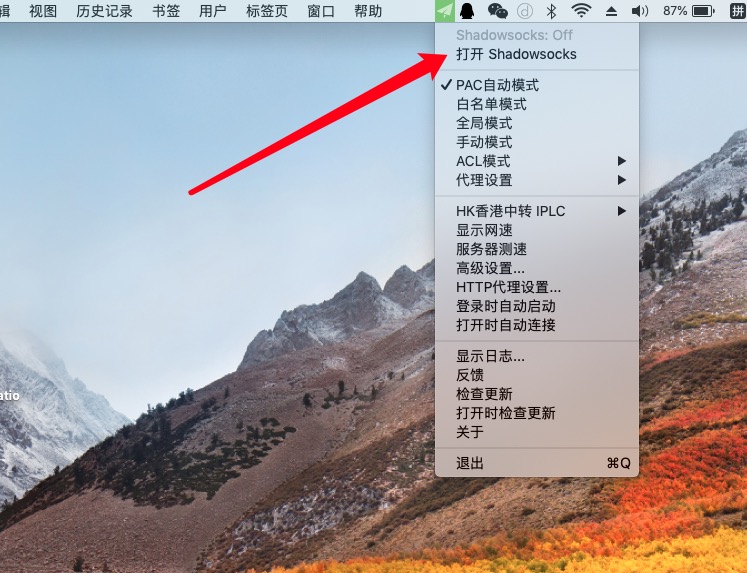 辑 视图 历史记录 书签 用户 标签页 窗口 帮助 87% 拼
Shadowsocks: Off
打开 Shadowsocks
PAC自动模式
白名单模式
全局模式
手动模式
ACL模式
代理设置
HK香港中转 IPLC
显示网速
服务器测速
高级设置...
HTTP代理设置...
登录时自动启动
打开时自动连接
显示日志...
反馈
检查更新
打开时检查更新
关于
退出 ⌘Q
atio